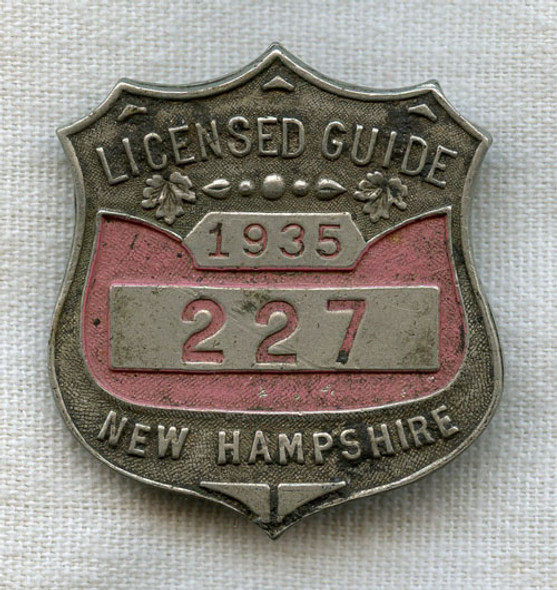 LICENSED GUIDE
1935
227
NEW HAMPSHIRE